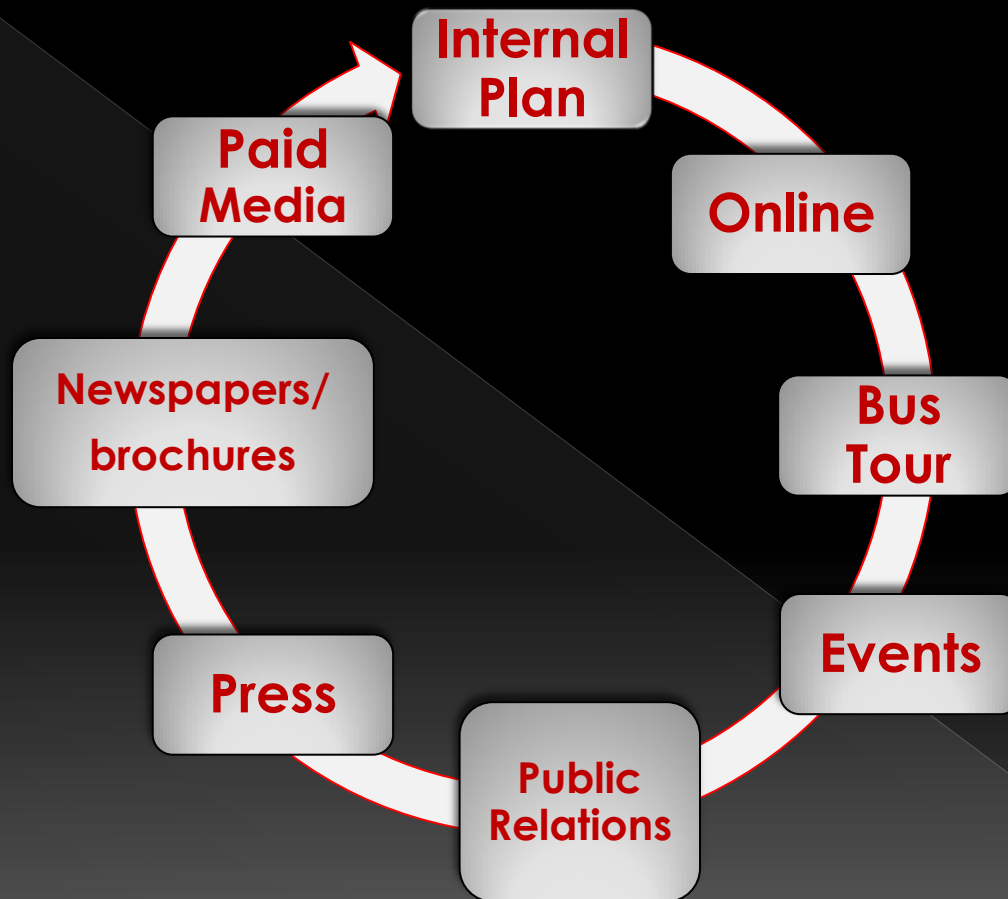 Internal
Plan
Online
Bus
Tour
Events
Public
Relations
Press
Newspapers/
brochures
Paid
Media